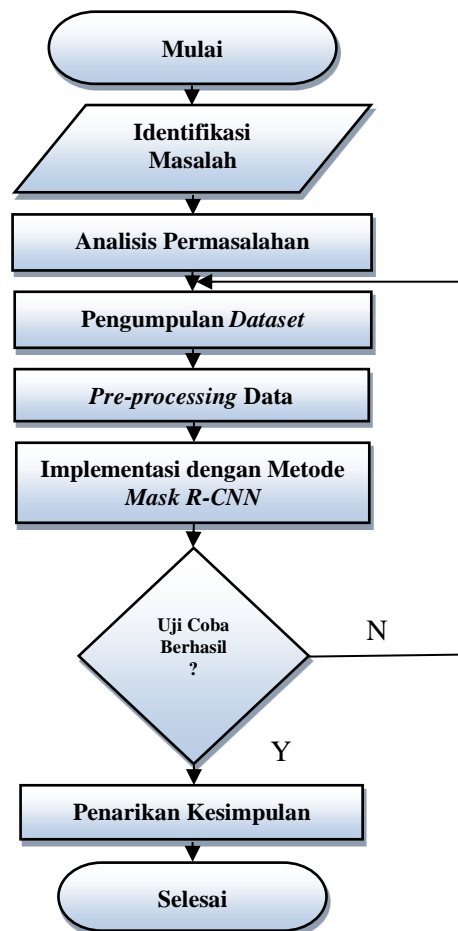 Mulai
Identifikasi
Masalah
Analisis Permasalahan
Pengumpulan Dataset
Pre-processing Data
Implementasi dengan Metode
Mask R-CNN
Uji Coba
Berhasil
?
N
Y
Penarikan Kesimpulan
Selesai